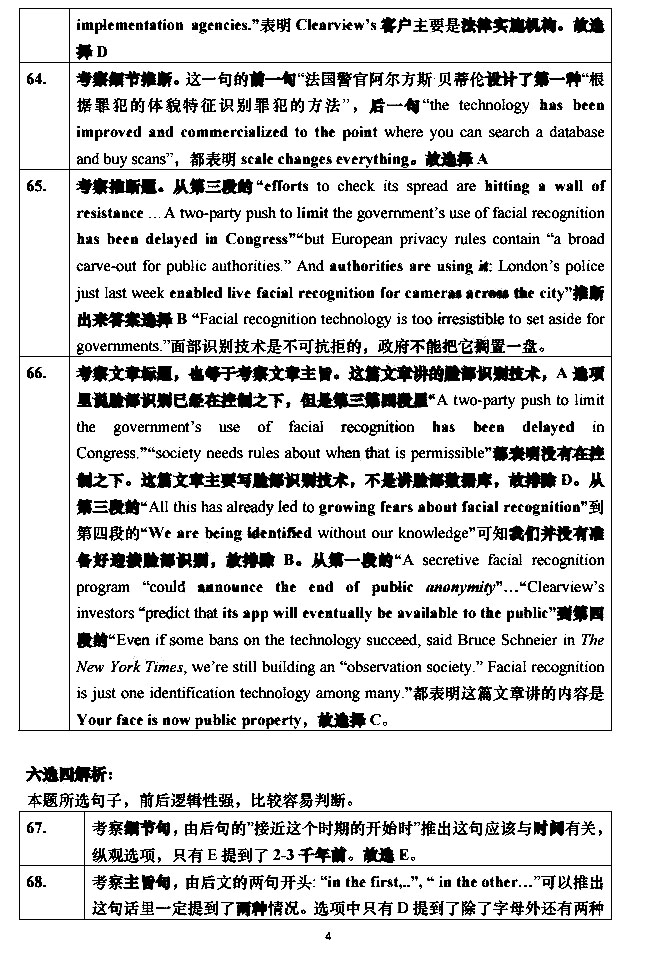 implementation agencies.”表明 Clearview’s 客户主要是法律实施机构。故选
择 D
64.
考察细节推断。这一句的前一句“法国警官阿尔方斯·贝蒂伦设计了第一种“根
据罪犯的体貌特征识别罪犯的方法”，后一句“the technology has been
improved and commercialized to the point where you can search a database
and buy scans”，都表明 scale changes everything。故选择 A
65.
考察推断题。从第三段的“efforts to check its spread are hitting a wall of
resistance … A two-party push to limit the government’s use of facial recognition
has been delayed in Congress”“but European privacy rules contain “a broad
carve-out for public authorities.” And authorities are using it: London’s police
just last week enabled live facial recognition for cameras across the city”推断
出来答案选择 B “Facial recognition technology is too irresistible to set aside for
governments.”面部识别技术是不可抗拒的，政府不能把它搁置一盘。
66.
考察文章标题，也等于考察文章主旨。这篇文章讲的脸部识别技术，A 选项
里说脸部识别已经在控制之下，但是第三第四段里“A two-party push to limit
the government’s use of facial recognition has been delayed in
Congress.”“society needs rules about when that is permissible”都表明没有在控
制之下。这篇文章主要写脸部识别技术，不是讲脸部数据库，故排除 D。从
第三段的“All this has already led to growing fears about facial recognition”到
第四段的“We are being identified without our knowledge”可知我们并没有准
备好迎接脸部识别，故排除 B。从第一段的“A secretive facial recognition
program “could announce the end of public anonymity”…“Clearview’s
investors “predict that its app will eventually be available to the public”到第四
段的“Even if some bans on the technology succeed, said Bruce Schneier in The
New York Times, we’re still building an “observation society.” Facial recognition
is just one identification technology among many.”都表明这篇文章讲的内容是
Your face is now public property，故选择 C。
六选四解析：
本题所选句子，前后逻辑性强，比较容易判断。
67.
考察细节句，由后句的”接近这个时期的开始时”推出这句应该与时间有关，
纵观选项，只有 E 提到了 2-3 千年前。故选 E。
68.
考察主旨句，由后文的两句开头: “in the first,..”, “ in the other…”可以推出
这句话里一定提到了两种情况。选项中只有 D 提到了除了字母外还有两种
4